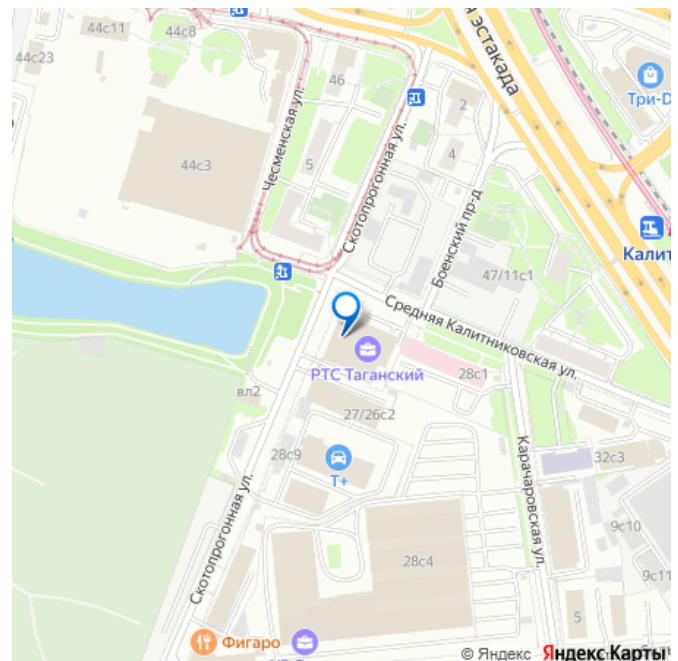 44с11
44с8
44с23
46
я эстакада
Три-D
2
4
5
44с3
Чесменская ул.
Скотопрогонная ул.
Боенский пр-д
Калит
47/11с1
Средняя Калитниковская ул.
РТС Таганский
28с1
вл2
27/26с2
28с9
Т+
Скотопрогонная ул.
Карачаровская ул.
32с3
9с10
28с4
9с11
5
Фигаро
© Яндекс
Яндекс Карты